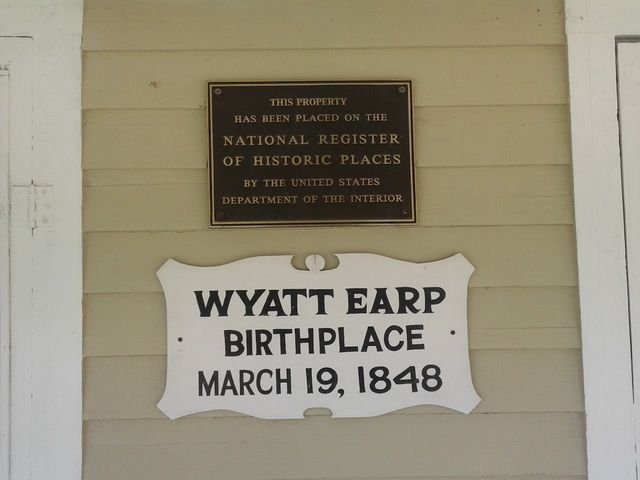 THIS PROPERTY
HAS BEEN PLACED ON THE
NATIONAL REGISTER
OF HISTORIC PLACES
BY THE UNITED STATES
DEPARTMENT OF THE INTERIOR
WYATT EARP
BIRTHPLACE
MARCH 19, 1848